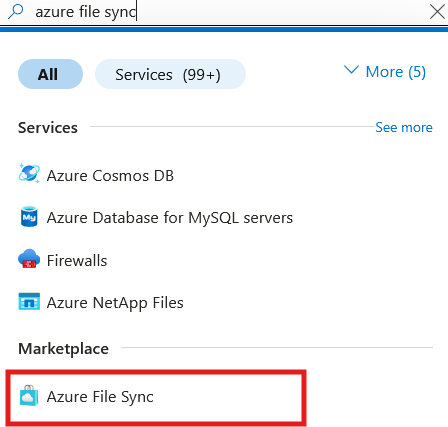 azure file sync
All
Services (99+)
More (5)
Services
See more
Azure Cosmos DB
My
Azure Database for MySQL servers
Firewalls
Azure NetApp Files
Marketplace
Azure File Sync